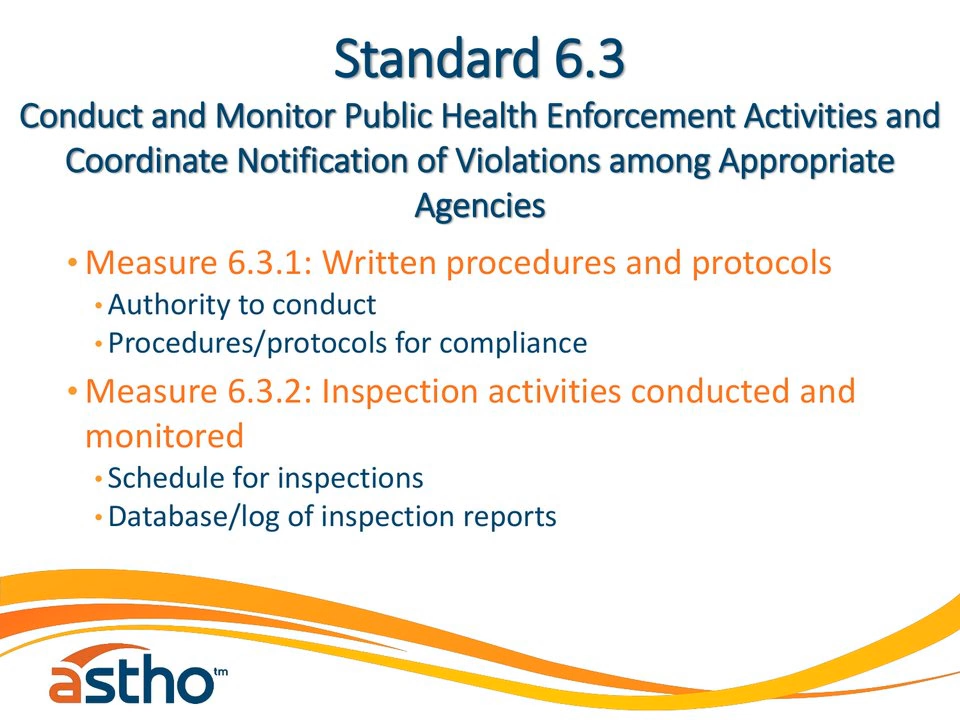 Standard 6.3
Conduct and Monitor Public Health Enforcement Activities and
Coordinate Notification of Violations among Appropriate
Agencies
• Measure 6.3.1: Written procedures and protocols
• Authority to conduct
• Procedures/protocols for compliance
• Measure 6.3.2: Inspection activities conducted and
monitored
• Schedule for inspections
• Database/log of inspection reports
astho™